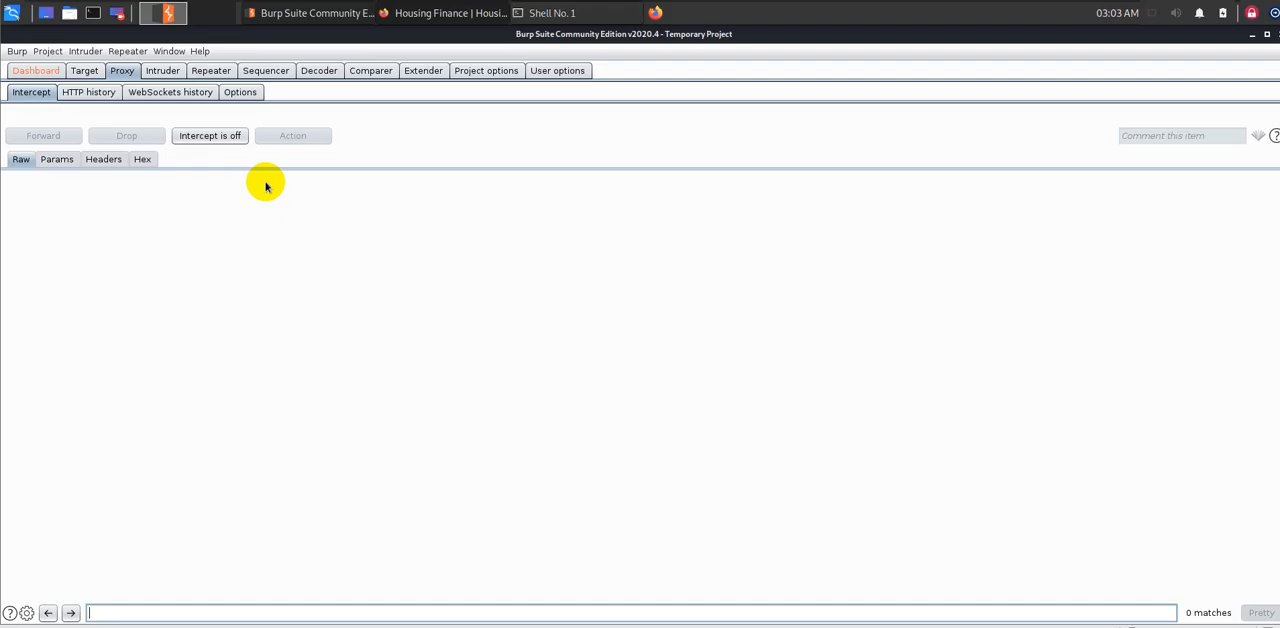 Burp Suite Community E... Housing Finance | Housi... Shell No. 1 03:03 AM
Burp Suite Community Edition v2020.4 - Temporary Project
Burp Project Intruder Repeater Window Help
Dashboard Target Proxy Intruder Repeater Sequencer Decoder Comparer Extender Project options User options
Intercept HTTP history WebSockets history Options
Forward Drop Intercept is off Action Comment this item ?
Raw Params Headers Hex
? 0 matches Pretty